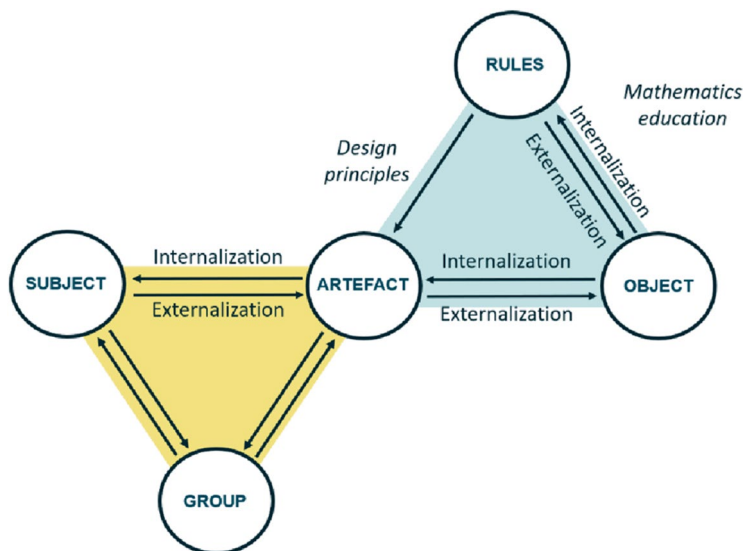 RULES
Mathematics
education
Design
principles
Internalization
Externalization
SUBJECT
Internalization
Externalization
ARTEFACT
Internalization
Externalization
OBJECT
GROUP